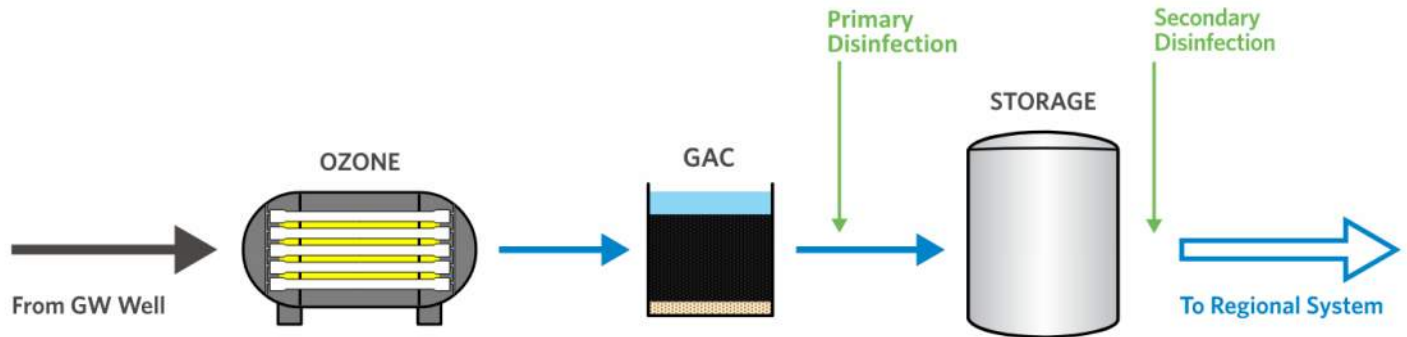 Primary
Disinfection
Secondary
Disinfection
STORAGE
OZONE
GAC
From GW Well
To Regional System